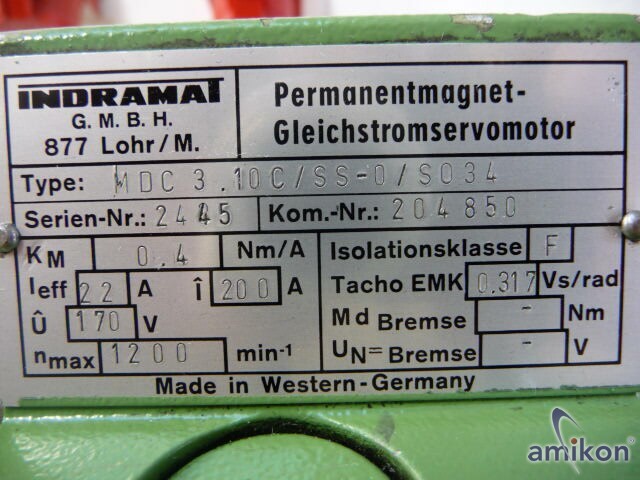 INDRAMAT
G. M. B. H.
877 Lohr/M.
Permanentmagnet-
Gleichstromservomotor
Type: MDC 3.10C/SS-0/S034
Serien-Nr.: 2445 Kom.-Nr.: 204850
KM 0.4 Nm/A
Ieff 22 A Î 200 A
Û 170 V
nmax 1200 min-1
Isolationsklasse F
Tacho EMK 0.317 Vs/rad
Md Bremse - Nm
UN= Bremse - V
Made in Western-Germany
amikon